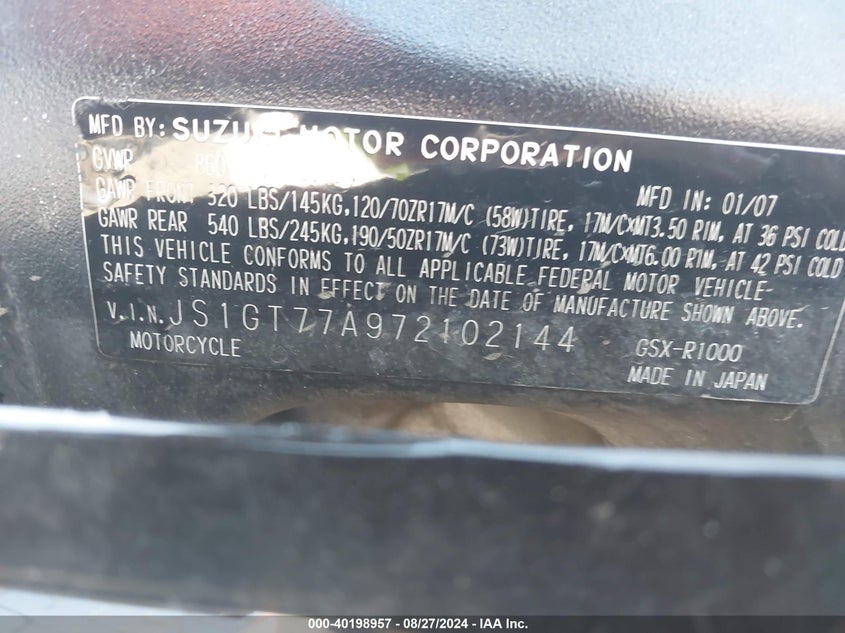 MFD BY: SUZUKI MOTOR CORPORATION
GVWR 860
MFD IN: 01/07
GAWR FRONT 320 LBS/145KG,120/70ZR17M/C (58W)TIRE, 17M/C×MT3.50 RIM, AT 36 PSI COLD
GAWR REAR 540 LBS/245KG,190/50ZR17M/C (73W)TIRE, 17M/C×MT6.00 RIM, AT 42 PSI COLD
THIS VEHICLE CONFORMS TO ALL APPLICABLE FEDERAL MOTOR VEHICLE-
SAFETY STANDARDS IN EFFECT ON THE DATE OF MANUFACTURE SHOWN ABOVE.
V.I.N. JS1GT77A972102144 GSX-R1000
MOTORCYCLE MADE IN JAPAN
000-40198957 - 08/27/2024 - IAA Inc.